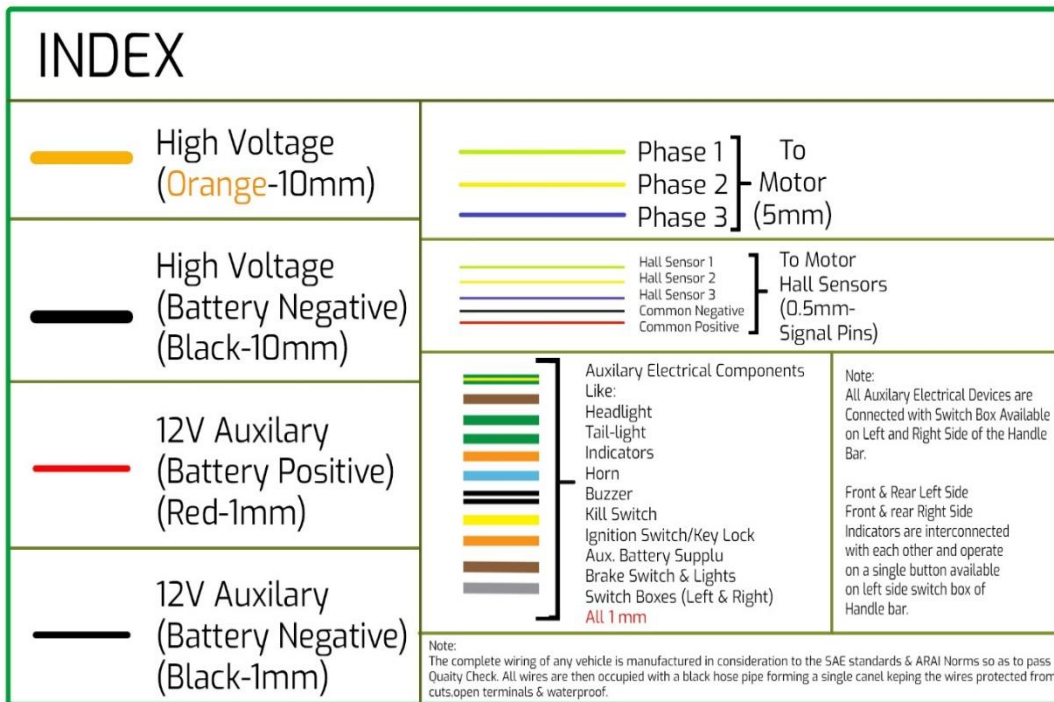 INDEX
High Voltage
(Orange-10mm)
High Voltage
(Battery Negative)
(Black-10mm)
12V Auxilary
(Battery Positive)
(Red-1mm)
12V Auxilary
(Battery Negative)
(Black-1mm)
Phase 1
Phase 2
Phase 3
To
Motor
(5mm)
Hall Sensor 1
Hall Sensor 2
Hall Sensor 3
Common Negative
Common Positive
To Motor
Hall Sensors
(0.5mm-
Signal Pins)
Auxilary Electrical Components
Like:
Headlight
Tail-light
Indicators
Horn
Buzzer
Kill Switch
Ignition Switch/Key Lock
Aux. Battery Supplu
Brake Switch & Lights
Switch Boxes (Left & Right)
All 1 mm
Note:
All Auxilary Electrical Devices are
Connected with Switch Box Available
on Left and Right Side of the Handle
Bar.
Front & Rear Left Side
Front & rear Right Side
Indicators are interconnected
with each other and operate
on a single button available
on left side switch box of
Handle bar.
Note:
The complete wiring of any vehicle is manufactured in consideration to the SAE standards & ARAI Norms so as to pass
Quaity Check. All wires are then occupied with a black hose pipe forming a single canel keping the wires protected from
cuts,open terminals & waterproof.